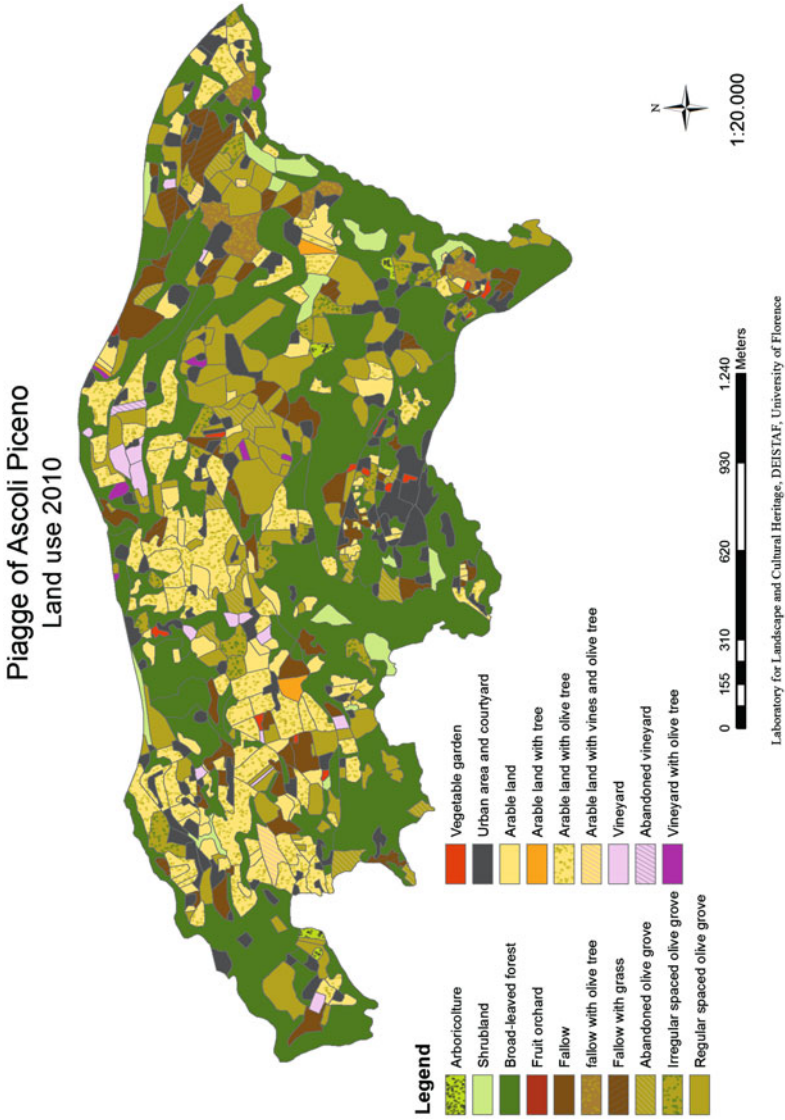 Piagge of Ascoli Piceno
Land use 2010
N
1:20.000
Legend
Arboricolture
Shrubland
Broad-leaved forest
Fruit orchard
Fallow
fallow with olive tree
Fallow with grass
Abandoned olive grove
Irregular spaced olive grove
Regular spaced olive grove
Vegetable garden
Urban area and courtyard
Arable land
Arable land with tree
Arable land with olive tree
Arable land with vines and olive tree
Vineyard
Abandoned vineyard
Vineyard with olive tree
0 155 310 620 930 1.240
Meters
Laboratory for Landscape and Cultural Heritage, DEISTAF, University of Florence